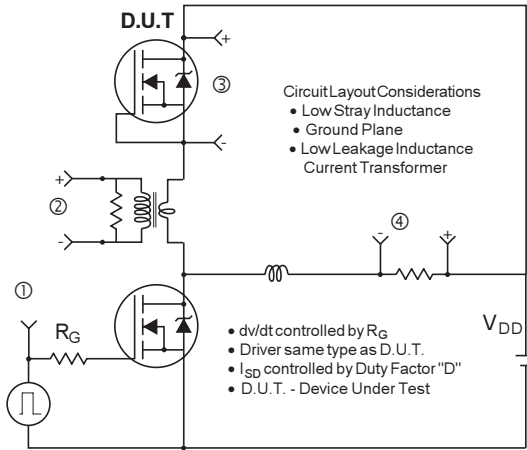 D.U.T
+
③
-
Circuit Layout Considerations
• Low Stray Inductance
• Ground Plane
• Low Leakage Inductance
Current Transformer
+
②
-
④
- +
①
RG
VDD
• dv/dt controlled by RG
• Driver same type as D.U.T.
• ISD controlled by Duty Factor "D"
• D.U.T. - Device Under Test